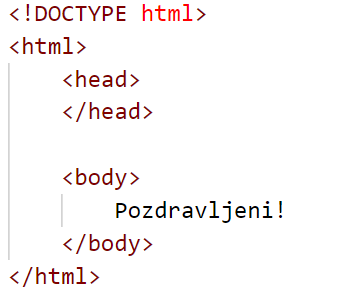 <!DOCTYPE html>
<html>
<head>
</head>
<body>
Pozdravljeni!
</body>
</html>